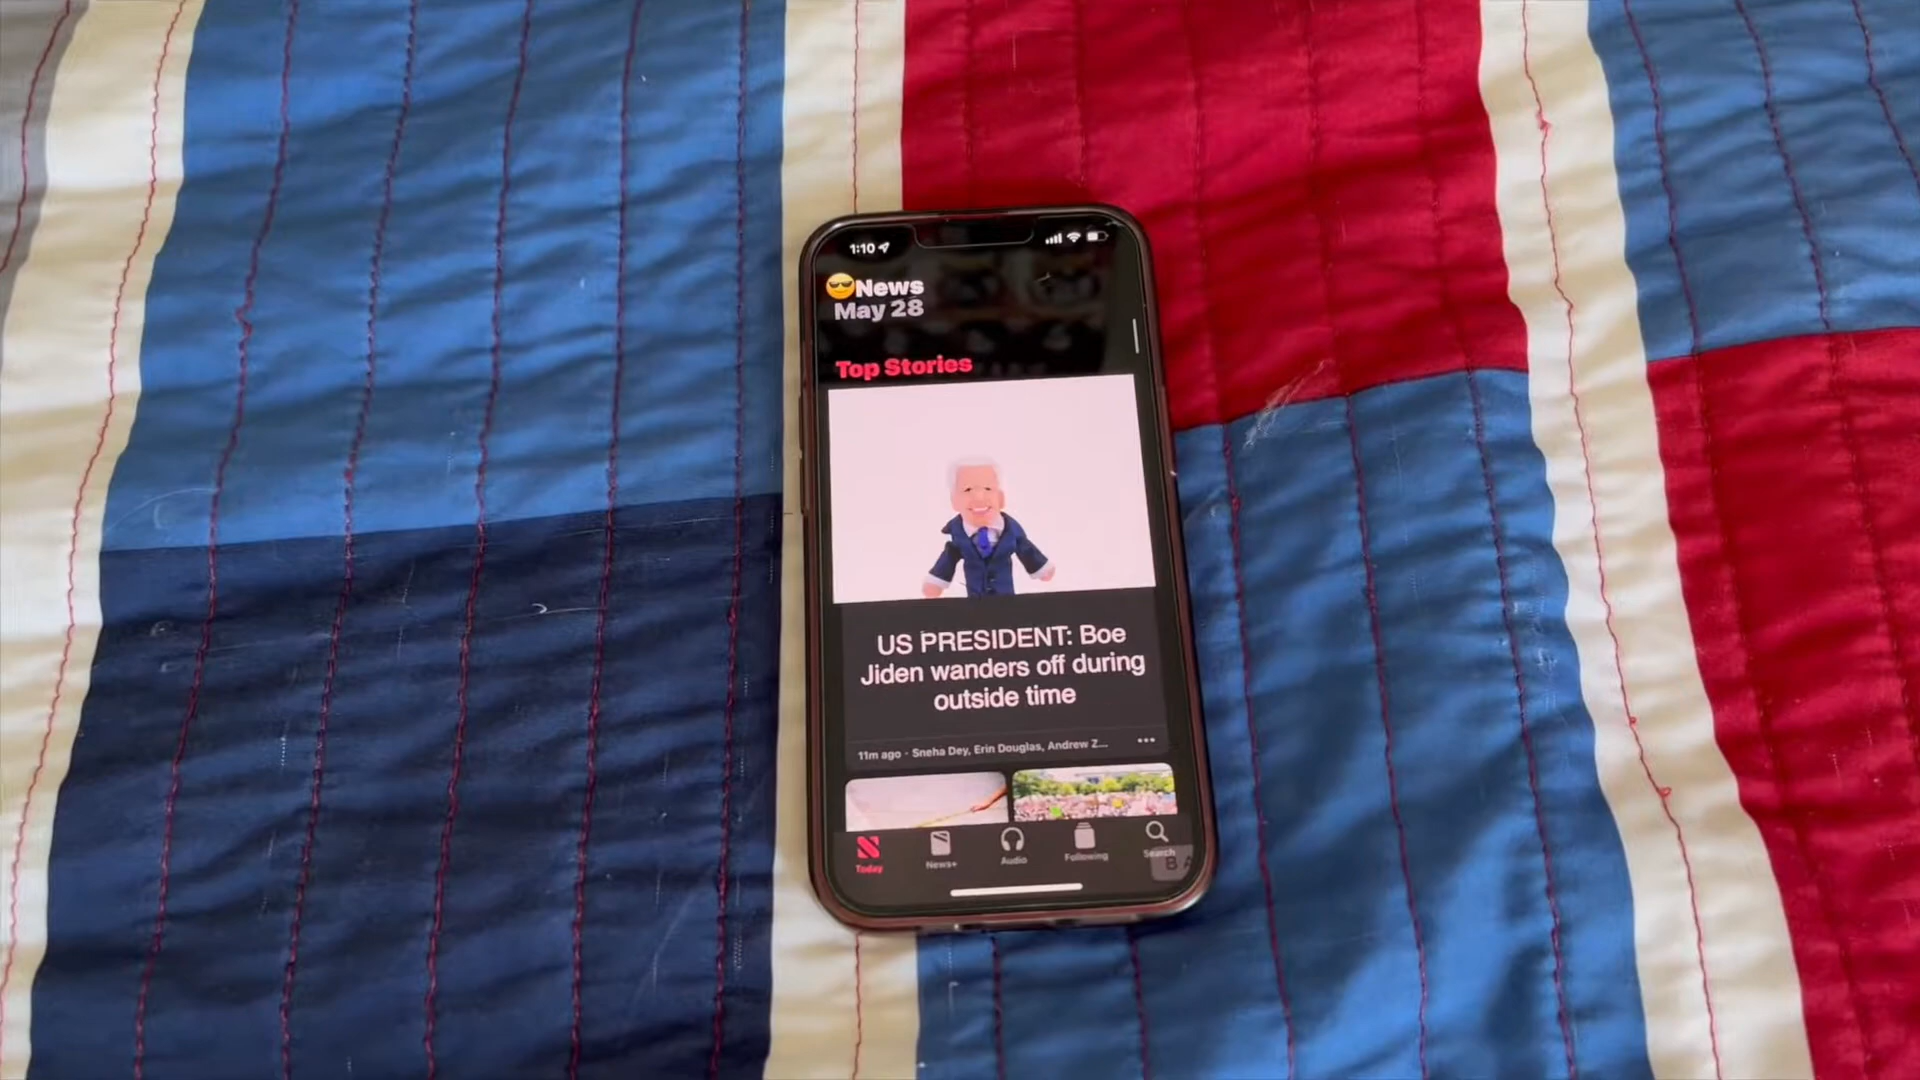 1:10
😎News
May 28
Top Stories
US PRESIDENT: Boe
Jiden wanders off during
outside time
11m ago - Sneha Dey, Erin Douglas, Andrew Z...
Today
News+
Audio
Following
Search
BA